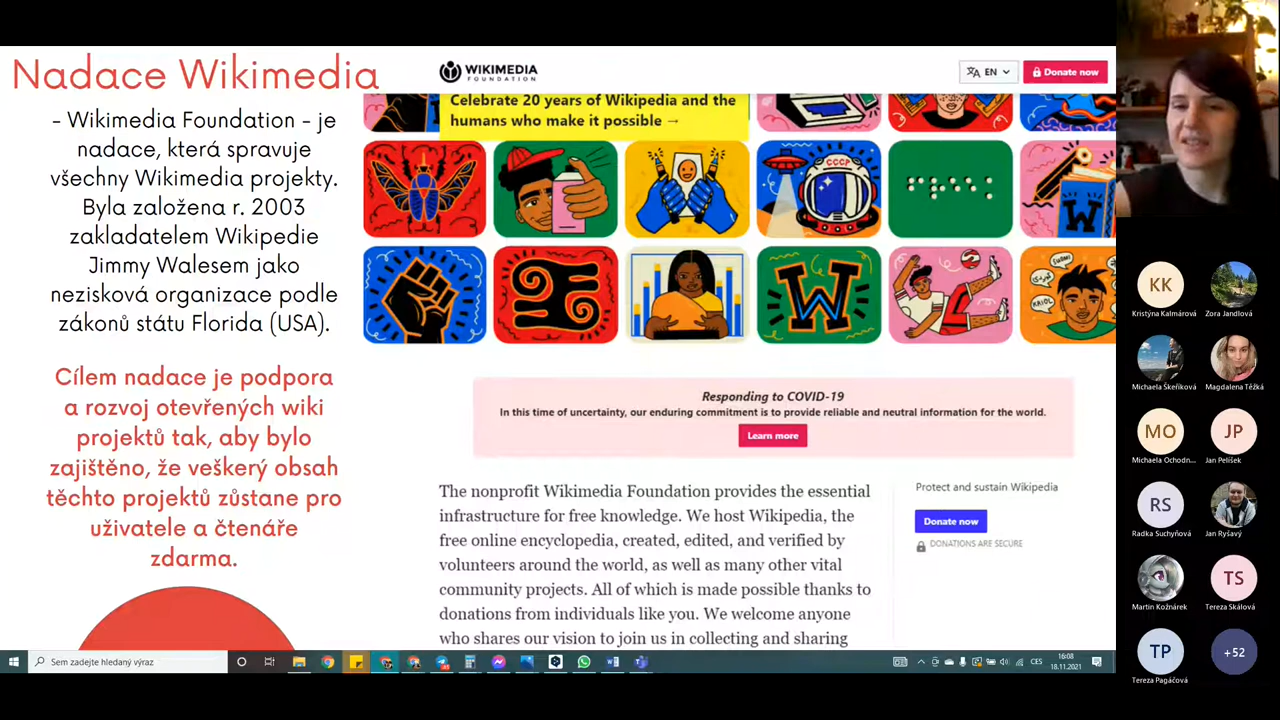 Nadace Wikimedia
- Wikimedia Foundation - je
nadace, která spravuje
všechny Wikimedia projekty.
Byla založena r. 2003
zakladatelem Wikipedie
Jimmy Walesem jako
nezisková organizace podle
zákonů státu Florida (USA).
Cílem nadace je podpora
a rozvoj otevřených wiki
projektů tak, aby bylo
zajištěno, že veškerý obsah
těchto projektů zůstane pro
uživatele a čtenáře
zdarma.
WIKIMEDIA
FOUNDATION
EN
Donate now
Celebrate 20 years of Wikipedia and the
humans who make it possible →
CCCP
W
W
Responding to COVID-19
In this time of uncertainty, our enduring commitment is to provide reliable and neutral information for the world.
Learn more
The nonprofit Wikimedia Foundation provides the essential
infrastructure for free knowledge. We host Wikipedia, the
free online encyclopedia, created, edited, and verified by
volunteers around the world, as well as many other vital
community projects. All of which is made possible thanks to
donations from individuals like you. We welcome anyone
who shares our vision to join us in collecting and sharing
Protect and sustain Wikipedia
Donate now
DONATIONS ARE SECURE
Sem zadejte hledaný výraz
CES
16:08
18.11.2021
KK
Kristýna Kalmárová
Zora Jandlová
Michaela Škeříková
Magdalena Těžká
MO
Michaela Ochodn...
JP
Jan Pelíšek
RS
Radka Suchyňová
Jan Ryšavý
Martin Kožnárek
TS
Tereza Skálová
TP
Tereza Pagáčová
+52